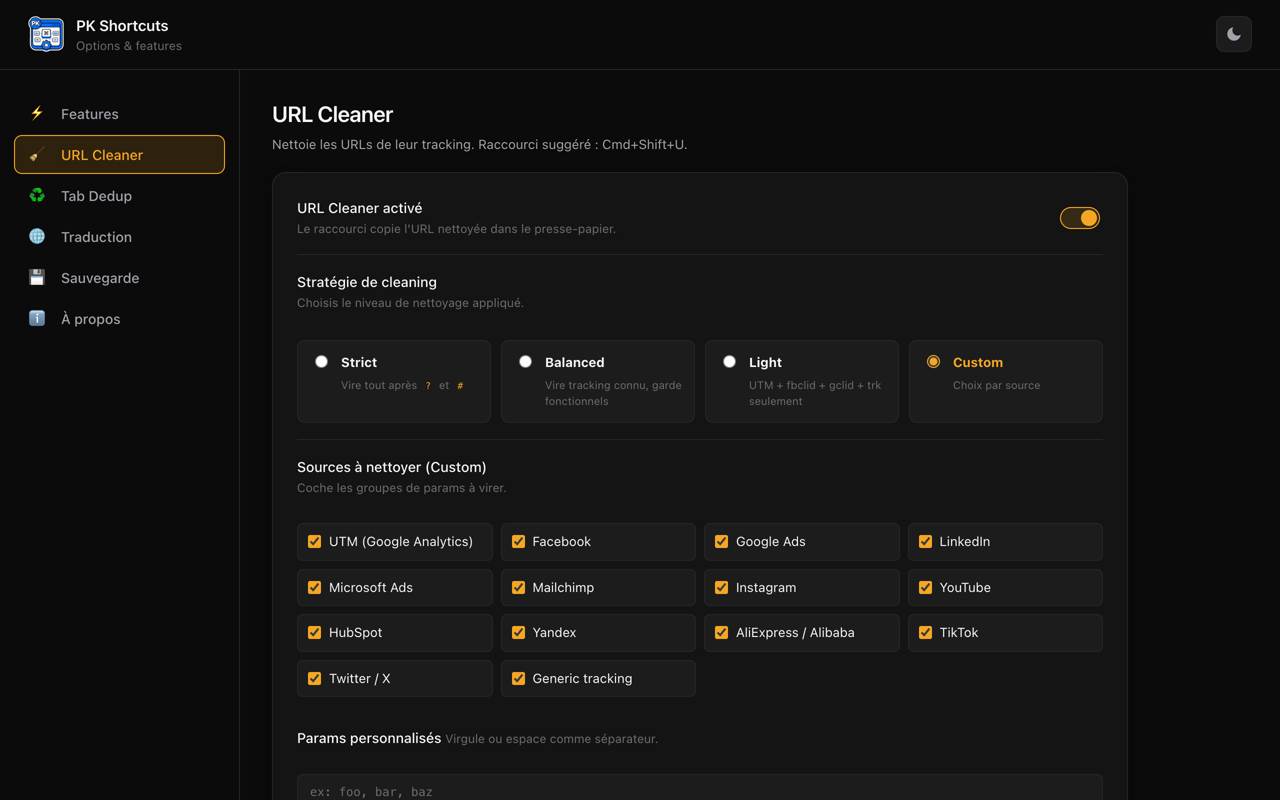 PK
PK Shortcuts
Options & features
Features
URL Cleaner
Tab Dedup
Traduction
Sauvegarde
À propos
URL Cleaner
Nettoie les URLs de leur tracking. Raccourci suggéré : Cmd+Shift+U.
URL Cleaner activé
Le raccourci copie l'URL nettoyée dans le presse-papier.
Stratégie de cleaning
Choisis le niveau de nettoyage appliqué.
Strict
Vire tout après ? et #
Balanced
Vire tracking connu, garde
fonctionnels
Light
UTM + fbclid + gclid + trk
seulement
Custom
Choix par source
Sources à nettoyer (Custom)
Coche les groupes de params à virer.
UTM (Google Analytics)
Facebook
Google Ads
LinkedIn
Microsoft Ads
Mailchimp
Instagram
YouTube
HubSpot
Yandex
AliExpress / Alibaba
TikTok
Twitter / X
Generic tracking
Params personnalisés Virgule ou espace comme séparateur.
ex: foo, bar, baz